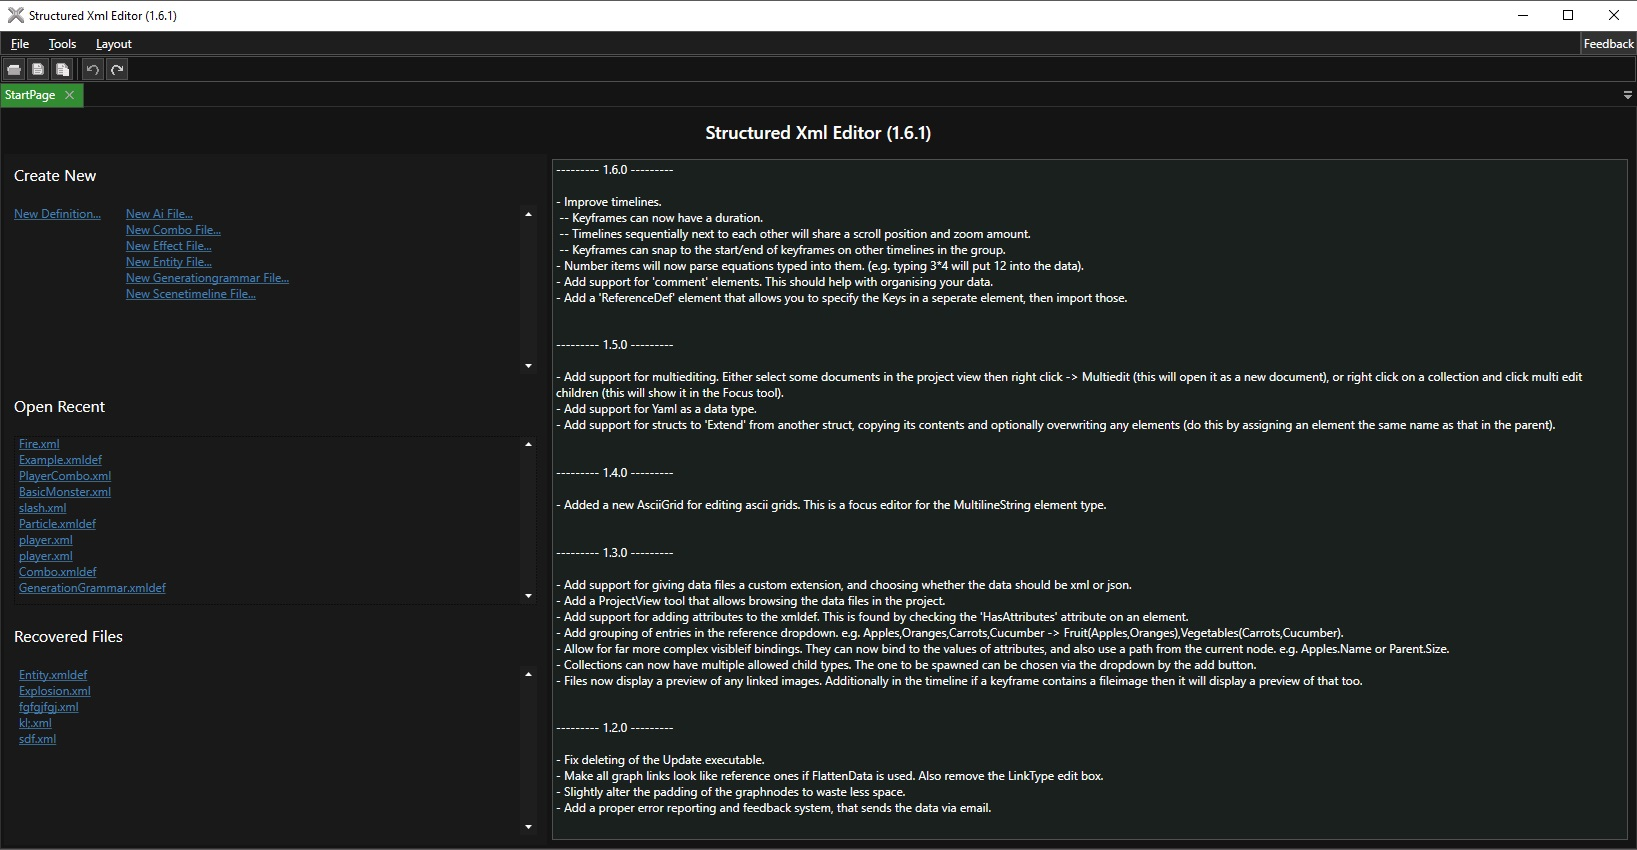 Structured Xml Editor (1.6.1)
File Tools Layout Feedback
StartPage
Structured Xml Editor (1.6.1)
Create New
New Definition...
New Ai File...
New Combo File...
New Effect File...
New Entity File...
New Generationgrammar File...
New Scenetimeline File...
Open Recent
Fire.xml
Example.xmldef
PlayerCombo.xml
BasicMonster.xml
slash.xml
Particle.xmldef
player.xml
player.xml
Combo.xmldef
GenerationGrammar.xmldef
Recovered Files
Entity.xmldef
Explosion.xml
fgfgjfgj.xml
kl;.xml
sdf.xml
--------- 1.6.0 ---------
- Improve timelines.
-- Keyframes can now have a duration.
-- Timelines sequentially next to each other will share a scroll position and zoom amount.
-- Keyframes can snap to the start/end of keyframes on other timelines in the group.
- Number items will now parse equations typed into them. (e.g. typing 3*4 will put 12 into the data).
- Add support for 'comment' elements. This should help with organising your data.
- Add a 'ReferenceDef' element that allows you to specify the Keys in a seperate element, then import those.
--------- 1.5.0 ---------
- Add support for multiediting. Either select some documents in the project view then right click -> Multiedit (this will open it as a new document), or right click on a collection and click multi edit
children (this will show it in the Focus tool).
- Add support for Yaml as a data type.
- Add support for structs to 'Extend' from another struct, copying its contents and optionally overwriting any elements (do this by assigning an element the same name as that in the parent).
--------- 1.4.0 ---------
- Added a new AsciiGrid for editing ascii grids. This is a focus editor for the MultilineString element type.
--------- 1.3.0 ---------
- Add support for giving data files a custom extension, and choosing whether the data should be xml or json.
- Add a ProjectView tool that allows browsing the data files in the project.
- Add support for adding attributes to the xmldef. This is found by checking the 'HasAttributes' attribute on an element.
- Add grouping of entries in the reference dropdown. e.g. Apples,Oranges,Carrots,Cucumber -> Fruit(Apples,Oranges),Vegetables(Carrots,Cucumber).
- Allow for far more complex visibleif bindings. They can now bind to the values of attributes, and also use a path from the current node. e.g. Apples.Name or Parent.Size.
- Collections can now have multiple allowed child types. The one to be spawned can be chosen via the dropdown by the add button.
- Files now display a preview of any linked images. Additionally in the timeline if a keyframe contains a fileimage then it will display a preview of that too.
--------- 1.2.0 ---------
- Fix deleting of the Update executable.
- Make all graph links look like reference ones if FlattenData is used. Also remove the LinkType edit box.
- Slightly alter the padding of the graphnodes to waste less space.
- Add a proper error reporting and feedback system, that sends the data via email.